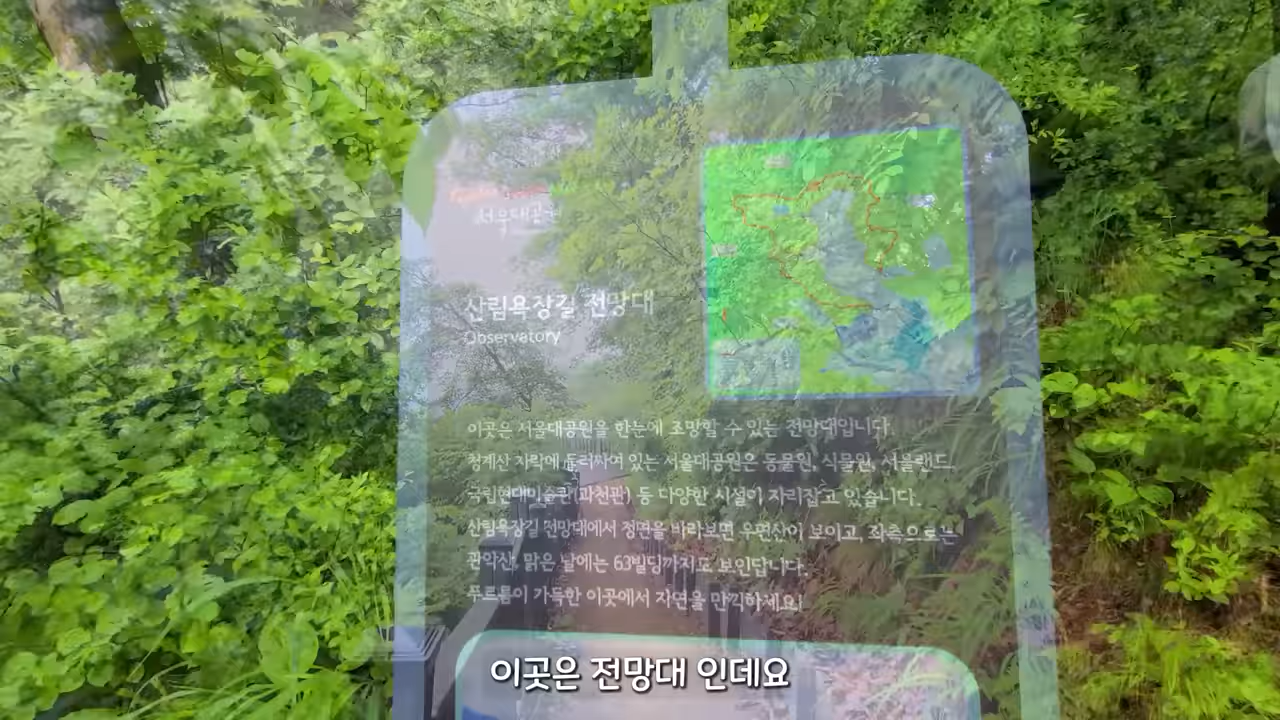 서울대공원
산림욕장길 전망대
Observatory
이곳은 서울대공원을 한눈에 조망할 수 있는 전망대입니다.
청계산 자락에 둘러싸여 있는 서울대공원은 동물원, 식물원, 서울랜드
국립현대미술관(과천관) 등 다양한 시설이 자리잡고 있습니다.
산림욕장길 전망대에서 정면을 바라보면 우면산이 보이고, 좌측으로는
관악산, 맑은 날에는 63빌딩까지도 보인답니다.
푸르름이 가득한 이곳에서 자연을 만끽하세요!
이곳은 전망대 인데요